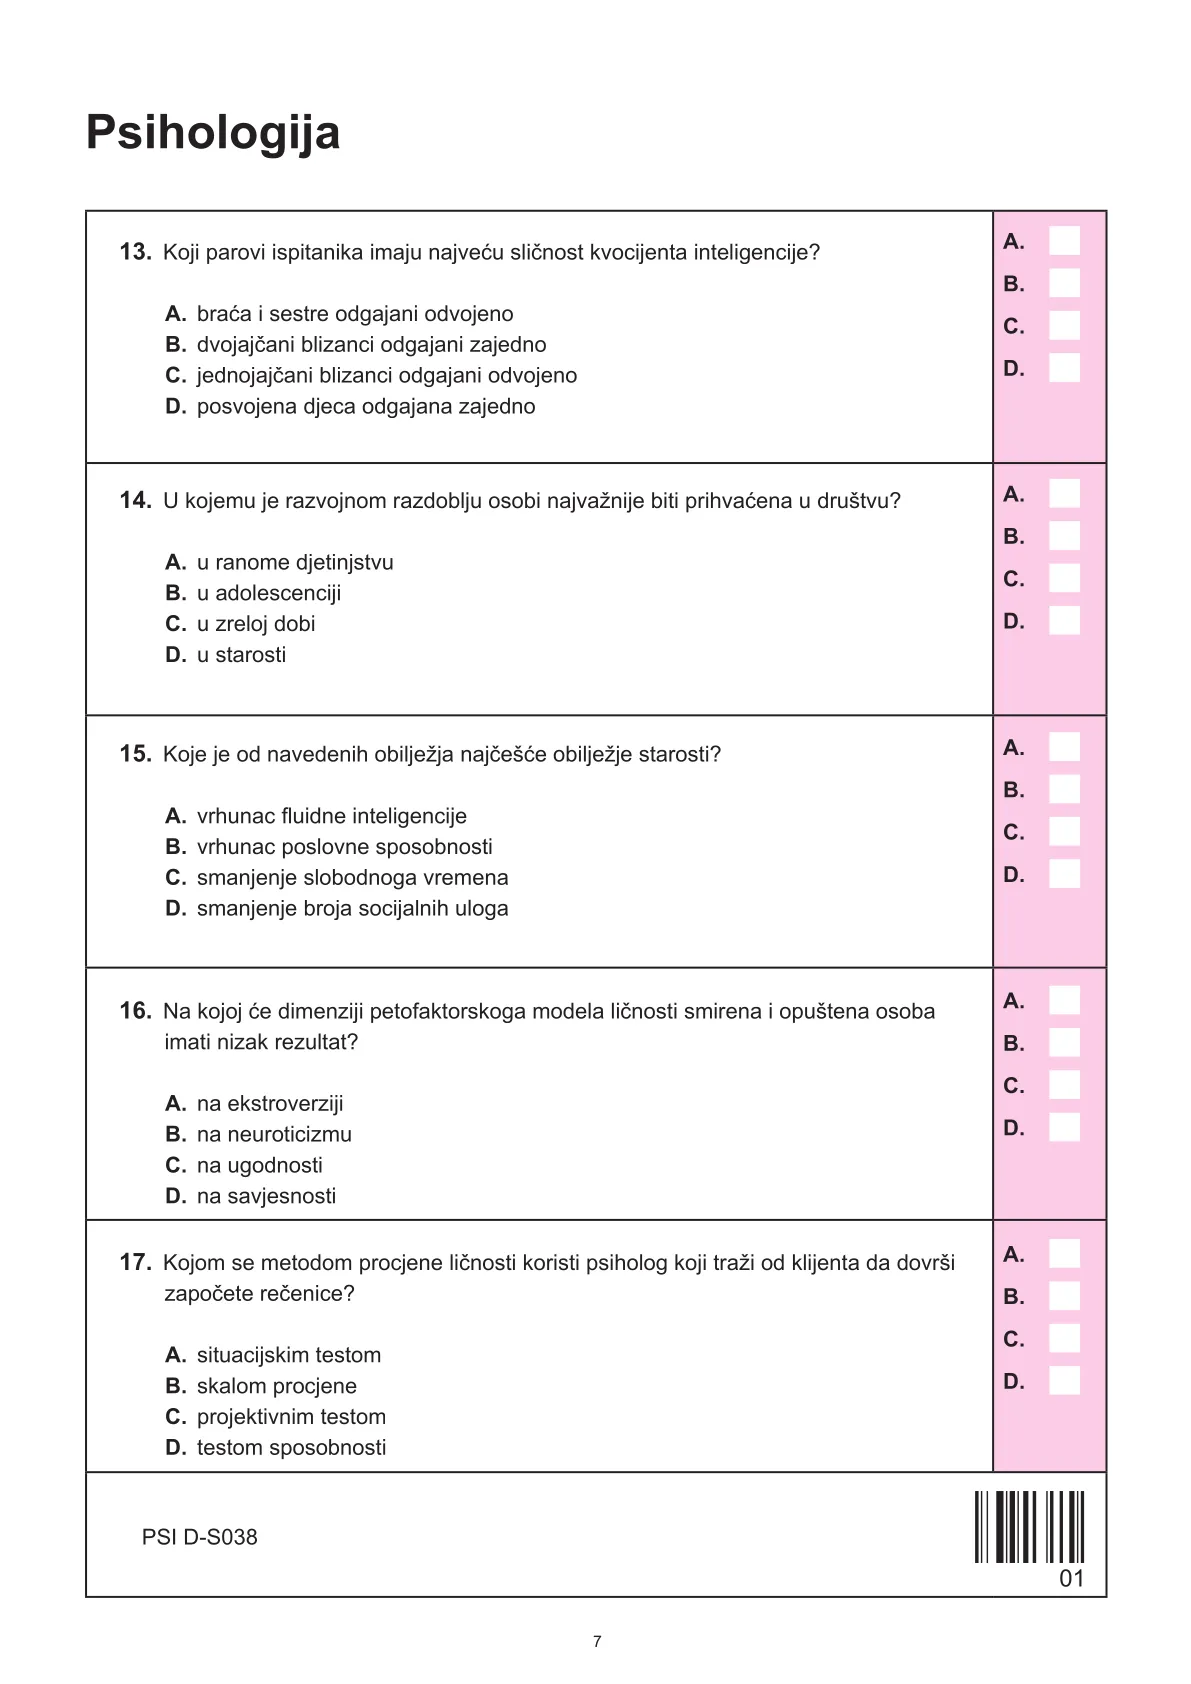 Psihologija
13. Koji parovi ispitanika imaju najveću sličnost kvocijenta inteligencije?
A. braća i sestre odgajani odvojeno
B. dvojajčani blizanci odgajani zajedno
C. jednojajčani blizanci odgajani odvojeno
D. posvojena djeca odgajana zajedno
A.
B.
C.
D.
14. U kojemu je razvojnom razdoblju osobi najvažnije biti prihvaćena u društvu?
A. u ranome djetinjstvu
B. u adolescenciji
C. u zreloj dobi
D. u starosti
A.
B.
C.
D.
15. Koje je od navedenih obilježja najčešće obilježje starosti?
A. vrhunac fluidne inteligencije
B. vrhunac poslovne sposobnosti
C. smanjenje slobodnoga vremena
D. smanjenje broja socijalnih uloga
A.
B.
C.
D.
16. Na kojoj će dimenziji petofaktorskoga modela ličnosti smirena i opuštena osoba
imati nizak rezultat?
A. na ekstroverziji
B. na neuroticizmu
C. na ugodnosti
D. na savjesnosti
A.
B.
C.
D.
17. Kojom se metodom procjene ličnosti koristi psiholog koji traži od klijenta da dovrši
započete rečenice?
A. situacijskim testom
B. skalom procjene
C. projektivnim testom
D. testom sposobnosti
A.
B.
C.
D.
PSI D-S038
01
7